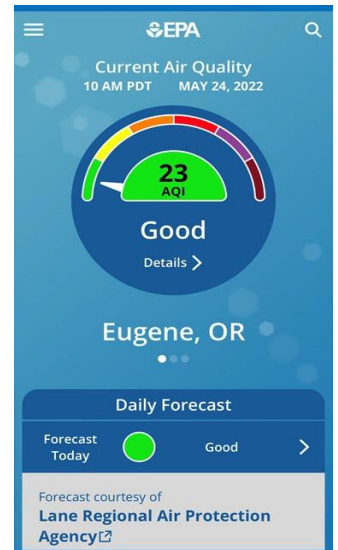 EPA
Current Air Quality
10 AM PDT MAY 24, 2022
23
AQI
Good
Details
Eugene, OR
Daily Forecast
Forecast Today
Good
Forecast courtesy of
Lane Regional Air Protection
Agency